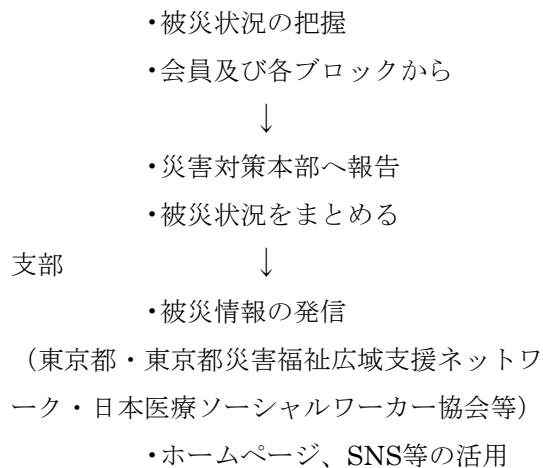 ・被災状況の把握
・会員及び各ブロックから
↓
・災害対策本部へ報告
・被災状況をまとめる
支部 ↓
・被災情報の発信
（東京都・東京都災害福祉広域支援ネットワ
ーク・日本医療ソーシャルワーカー協会等）
・ホームページ、SNS等の活用